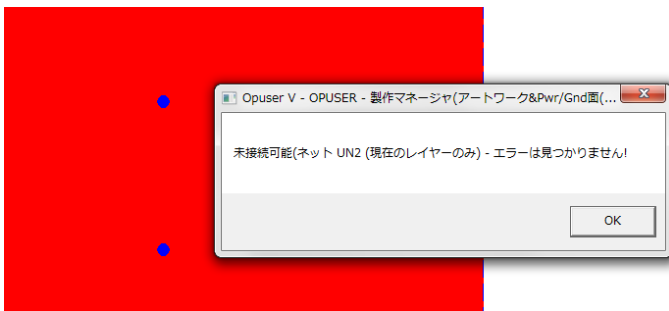 Opuser V - OPUSER - 製作マネージャ(アートワーク&Pwr/Gnd面(...
未接続可能(ネット UN2 (現在のレイヤーのみ) - エラーは見つかりません!
OK